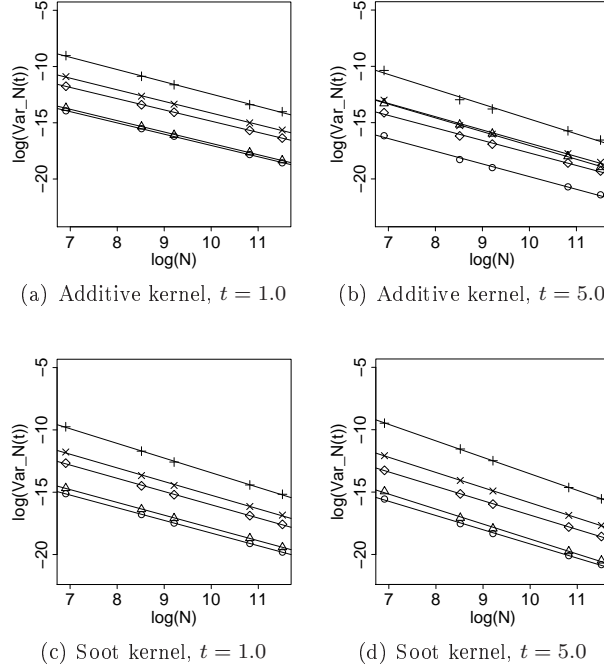 log(Var_N(t))
−5
−10
−15
−20
7 8 9 10 11
log(N)
(a) Additive kernel, t = 1.0
log(Var_N(t))
−5
−10
−15
−20
7 8 9 10 11
log(N)
(b) Additive kernel, t = 5.0
log(Var_N(t))
−5
−10
−15
−20
7 8 9 10 11
log(N)
(c) Soot kernel, t = 1.0
log(Var_N(t))
−5
−10
−15
−20
7 8 9 10 11
log(N)
(d) Soot kernel, t = 5.0